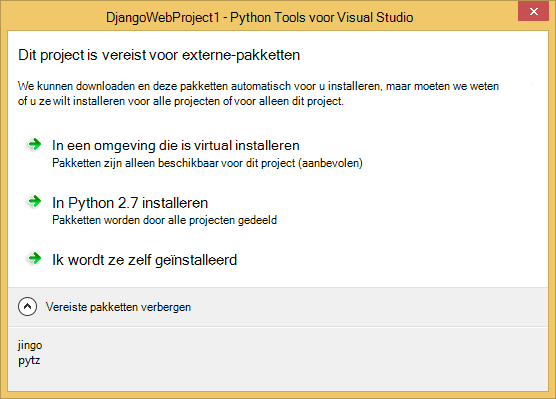 DjangoWebProject1 - Python Tools voor Visual Studio
Dit project is vereist voor externe-pakketten
We kunnen downloaden en deze pakketten automatisch voor u installeren, maar moeten we weten
of u ze wilt installeren voor alle projecten of voor alleen dit project.
In een omgeving die is virtual installeren
Pakketten zijn alleen beschikbaar voor dit project (aanbevolen)
In Python 2.7 installeren
Pakketten worden door alle projecten gedeeld
Ik wordt ze zelf geïnstalleerd
Vereiste pakketten verbergen
jingo
pytz